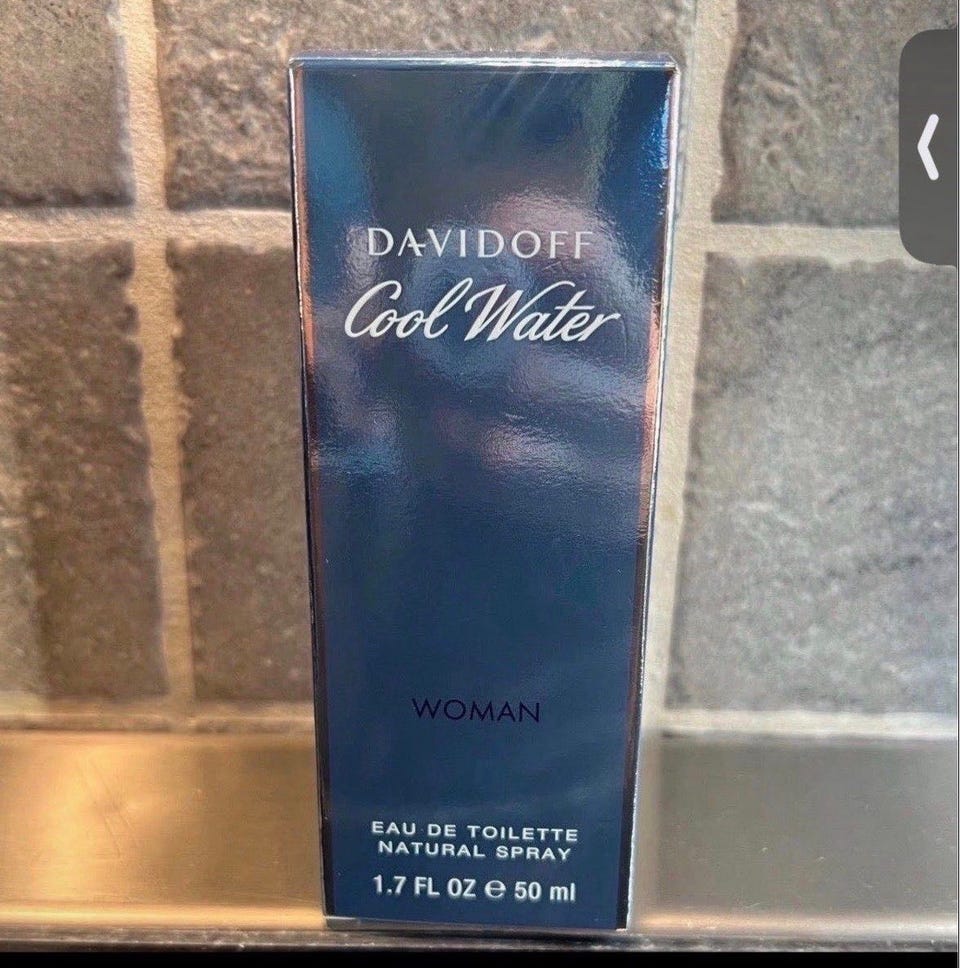 DAVIDOFF
Cool Water
WOMAN
EAU DE TOILETTE
NATURAL SPRAY
1.7 FL OZ ℮ 50 ml